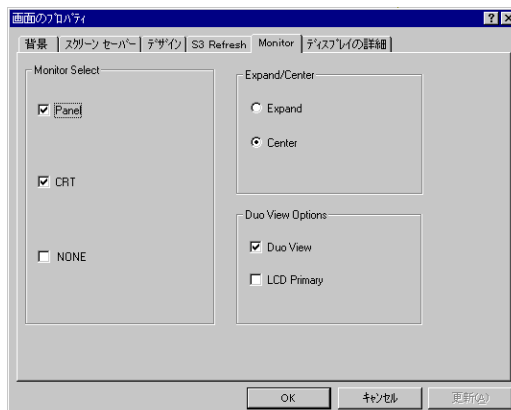 画面のﾌﾟﾛﾊﾟﾃｨ
背景 ｽｸﾘｰﾝ ｾｰﾊﾞｰ ﾃﾞｻﾞｲﾝ S3 Refresh Monitor ﾃﾞｨｽﾌﾟﾚｲの詳細
Monitor Select
Panel
CRT
NONE
Expand/Center
Expand
Center
Duo View Options
Duo View
LCD Primary
OK ｷｬﾝｾﾙ 更新(A)